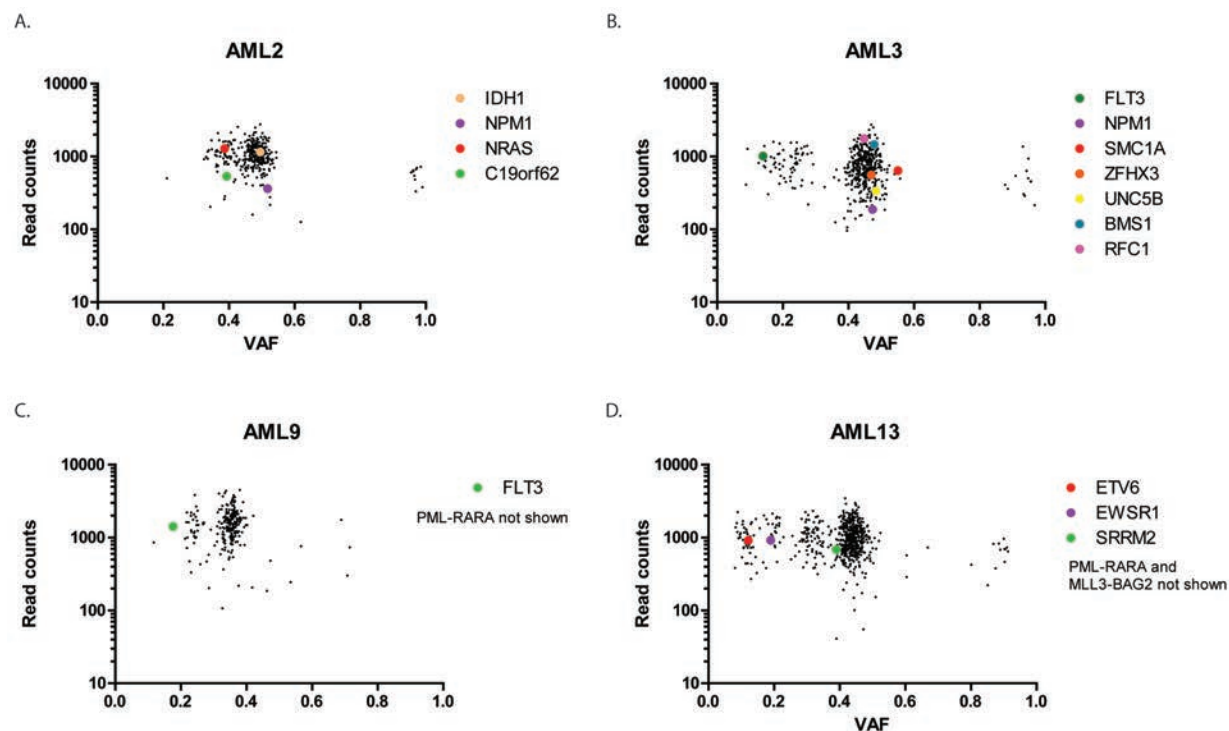 A.
AML2
Read counts
10000
1000
100
10
0.0 0.2 0.4 0.6 0.8 1.0
VAF
IDH1
NPM1
NRAS
C19orf62
B.
AML3
Read counts
10000
1000
100
10
0.0 0.2 0.4 0.6 0.8 1.0
VAF
FLT3
NPM1
SMC1A
ZFHX3
UNC5B
BMS1
RFC1
C.
AML9
Read counts
10000
1000
100
10
0.0 0.2 0.4 0.6 0.8 1.0
FLT3
PML-RARA not shown
D.
AML13
Read counts
10000
1000
100
10
0.0 0.2 0.4 0.6 0.8 1.0
VAF
ETV6
EWSR1
SRRM2
PML-RARA and
MLL3-BAG2 not shown